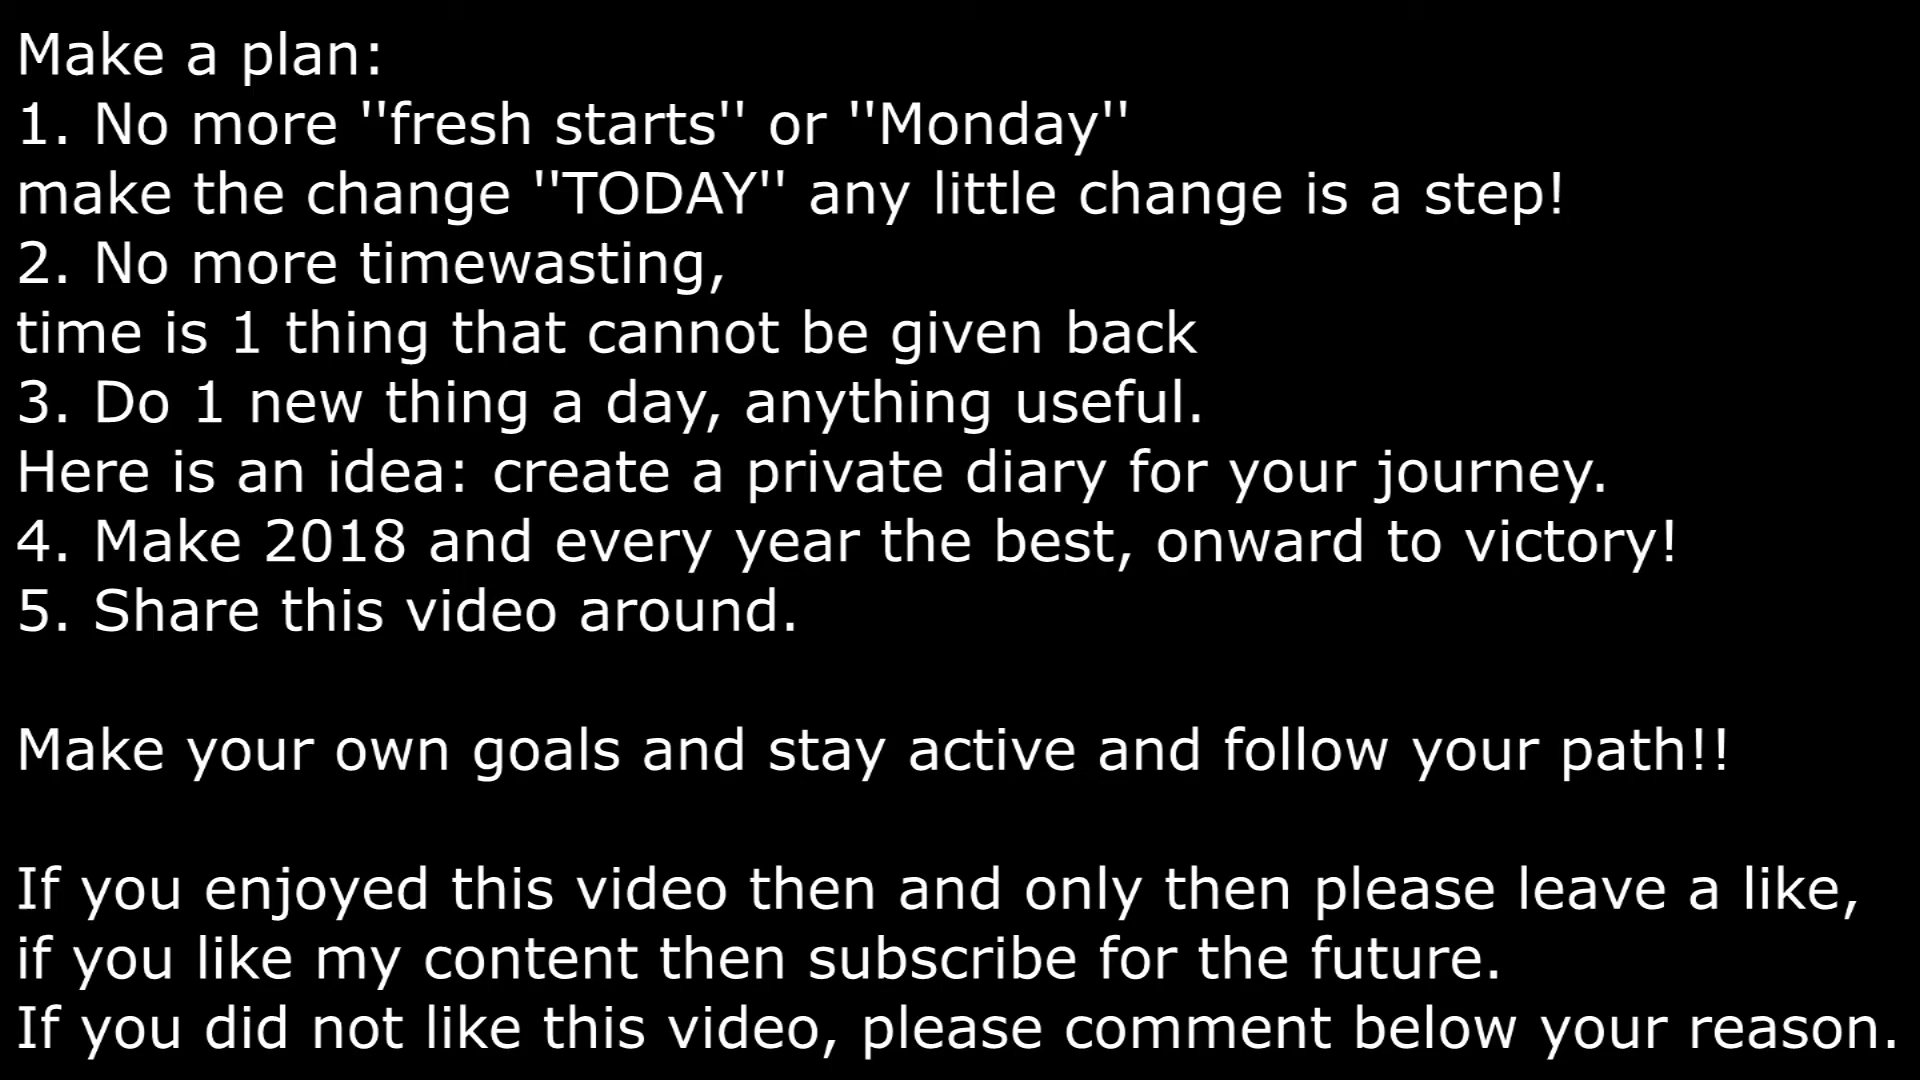 Make a plan:
1. No more ''fresh starts'' or ''Monday''
make the change ''TODAY'' any little change is a step!
2. No more timewasting,
time is 1 thing that cannot be given back
3. Do 1 new thing a day, anything useful.
Here is an idea: create a private diary for your journey.
4. Make 2018 and every year the best, onward to victory!
5. Share this video around.
Make your own goals and stay active and follow your path!!
If you enjoyed this video then and only then please leave a like,
if you like my content then subscribe for the future.
If you did not like this video, please comment below your reason.